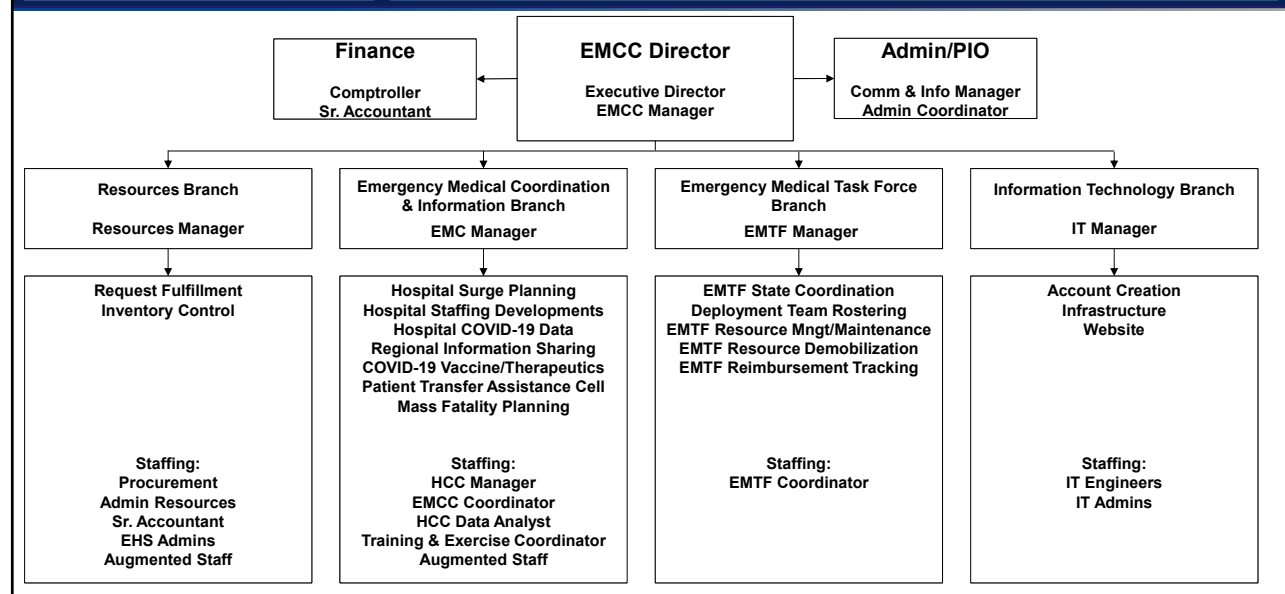 Finance
Comptroller
Sr. Accountant
EMCC Director
Executive Director
EMCC Manager
Admin/PIO
Comm & Info Manager
Admin Coordinator
Resources Branch
Resources Manager
Emergency Medical Coordination
& Information Branch
EMC Manager
Emergency Medical Task Force
Branch
EMTF Manager
Information Technology Branch
IT Manager
Request Fulfillment
Inventory Control
Staffing:
Procurement
Admin Resources
Sr. Accountant
EHS Admins
Augmented Staff
Hospital Surge Planning
Hospital Staffing Developments
Hospital COVID-19 Data
Regional Information Sharing
COVID-19 Vaccine/Therapeutics
Patient Transfer Assistance Cell
Mass Fatality Planning
Staffing:
HCC Manager
EMCC Coordinator
HCC Data Analyst
Training & Exercise Coordinator
Augmented Staff
EMTF State Coordination
Deployment Team Rostering
EMTF Resource Mngt/Maintenance
EMTF Resource Demobilization
EMTF Reimbursement Tracking
Staffing:
EMTF Coordinator
Account Creation
Infrastructure
Website
Staffing:
IT Engineers
IT Admins